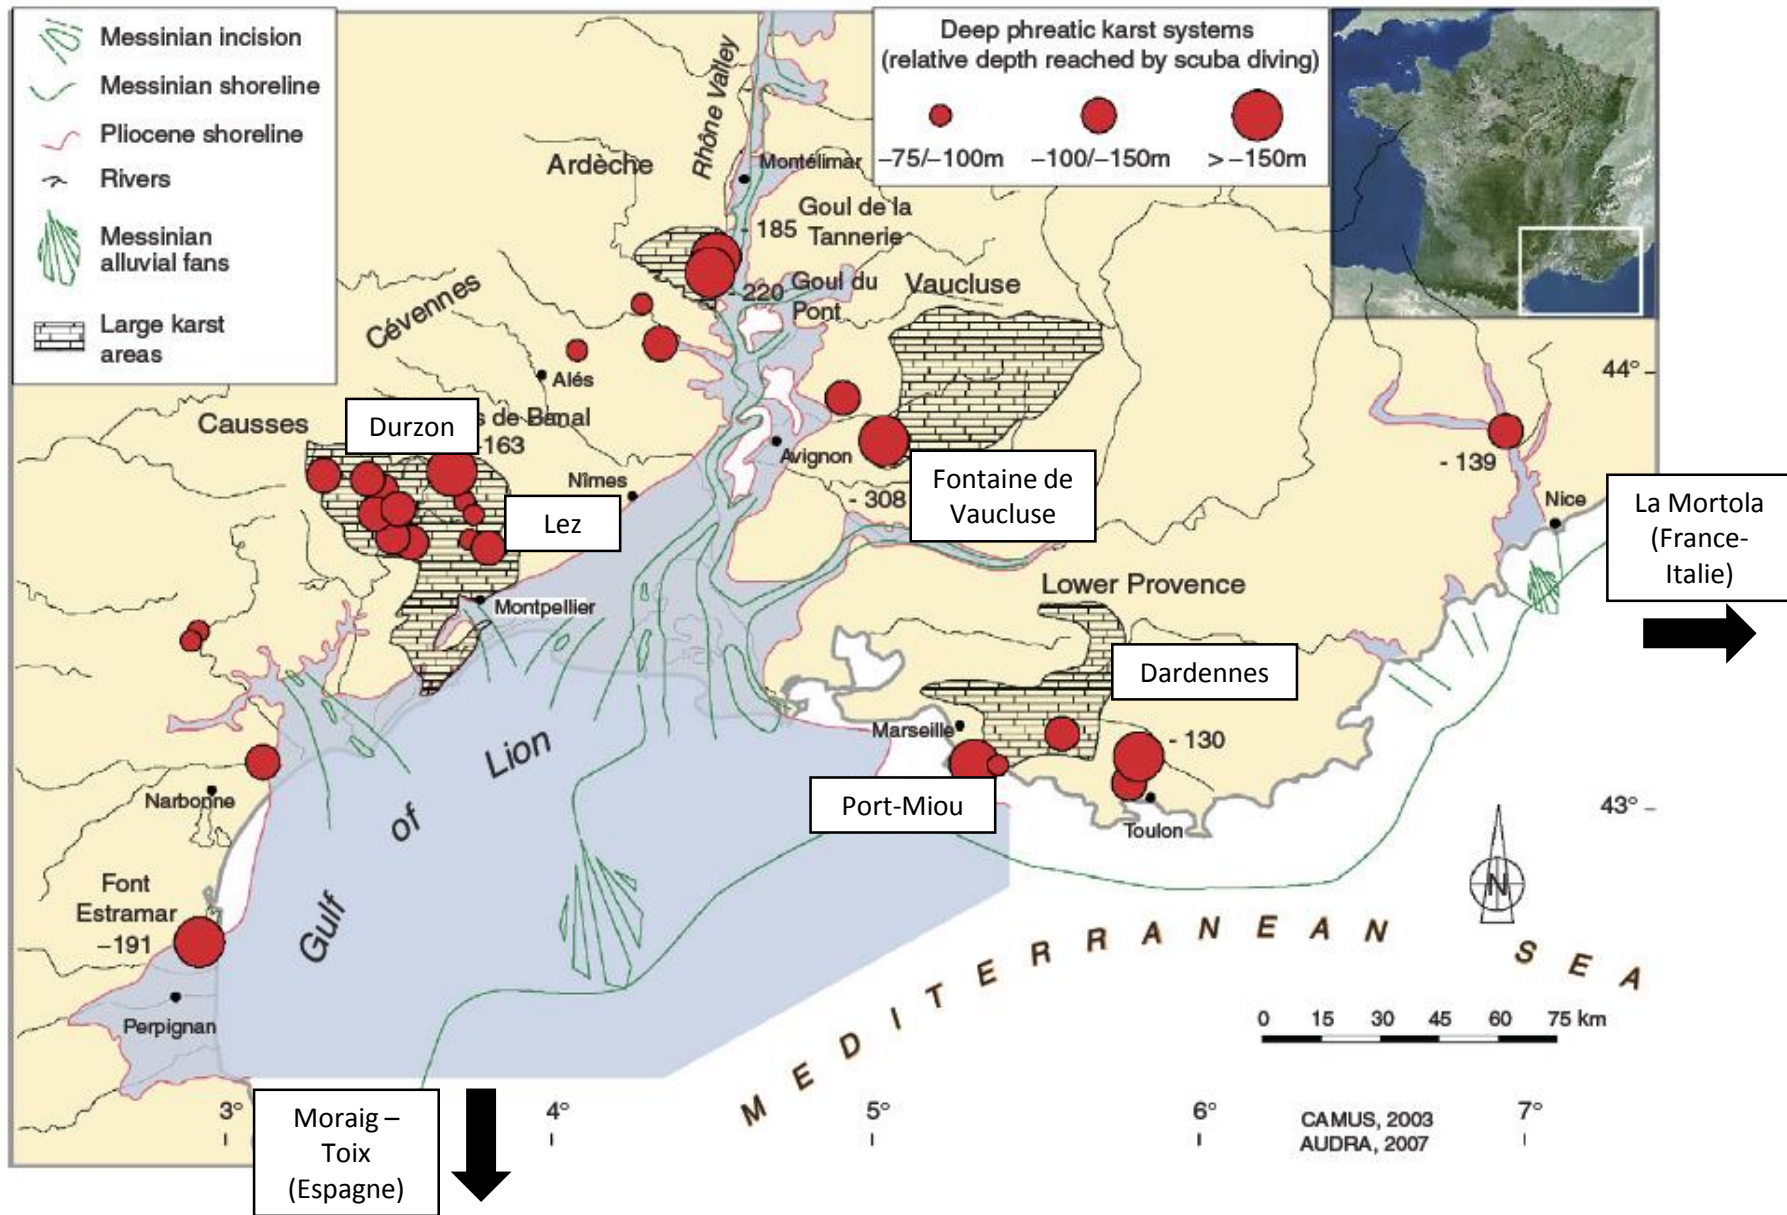 Messinian incision
Messinian shoreline
Pliocene shoreline
Rivers
Messinian
alluvial fans
Large karst
areas
Deep phreatic karst systems
(relative depth reached by scuba diving)
–75/–100m
–100/–150m
> –150m
Rhône Valley
Ardèche
Montélimar
- 185
Goul de la
Tannerie
- 220
Goul du
Pont
Vaucluse
Cévennes
Alés
Causses
Durzon
s de Banal
-163
Nîmes
Avignon
Lez
- 308
Fontaine de
Vaucluse
44°
- 139
Nice
La Mortola
(France-
Italie)
Lower Provence
Montpellier
Dardennes
Marseille
- 130
Port-Miou
Toulon
43°
Narbonne
Gulf
of
Lion
Font
Estramar
–191
Perpignan
N
MEDITERRANEAN SEA
0 15 30 45 60 75 km
3°
4°
5°
6°
7°
Moraig –
Toix
(Espagne)
CAMUS, 2003
AUDRA, 2007